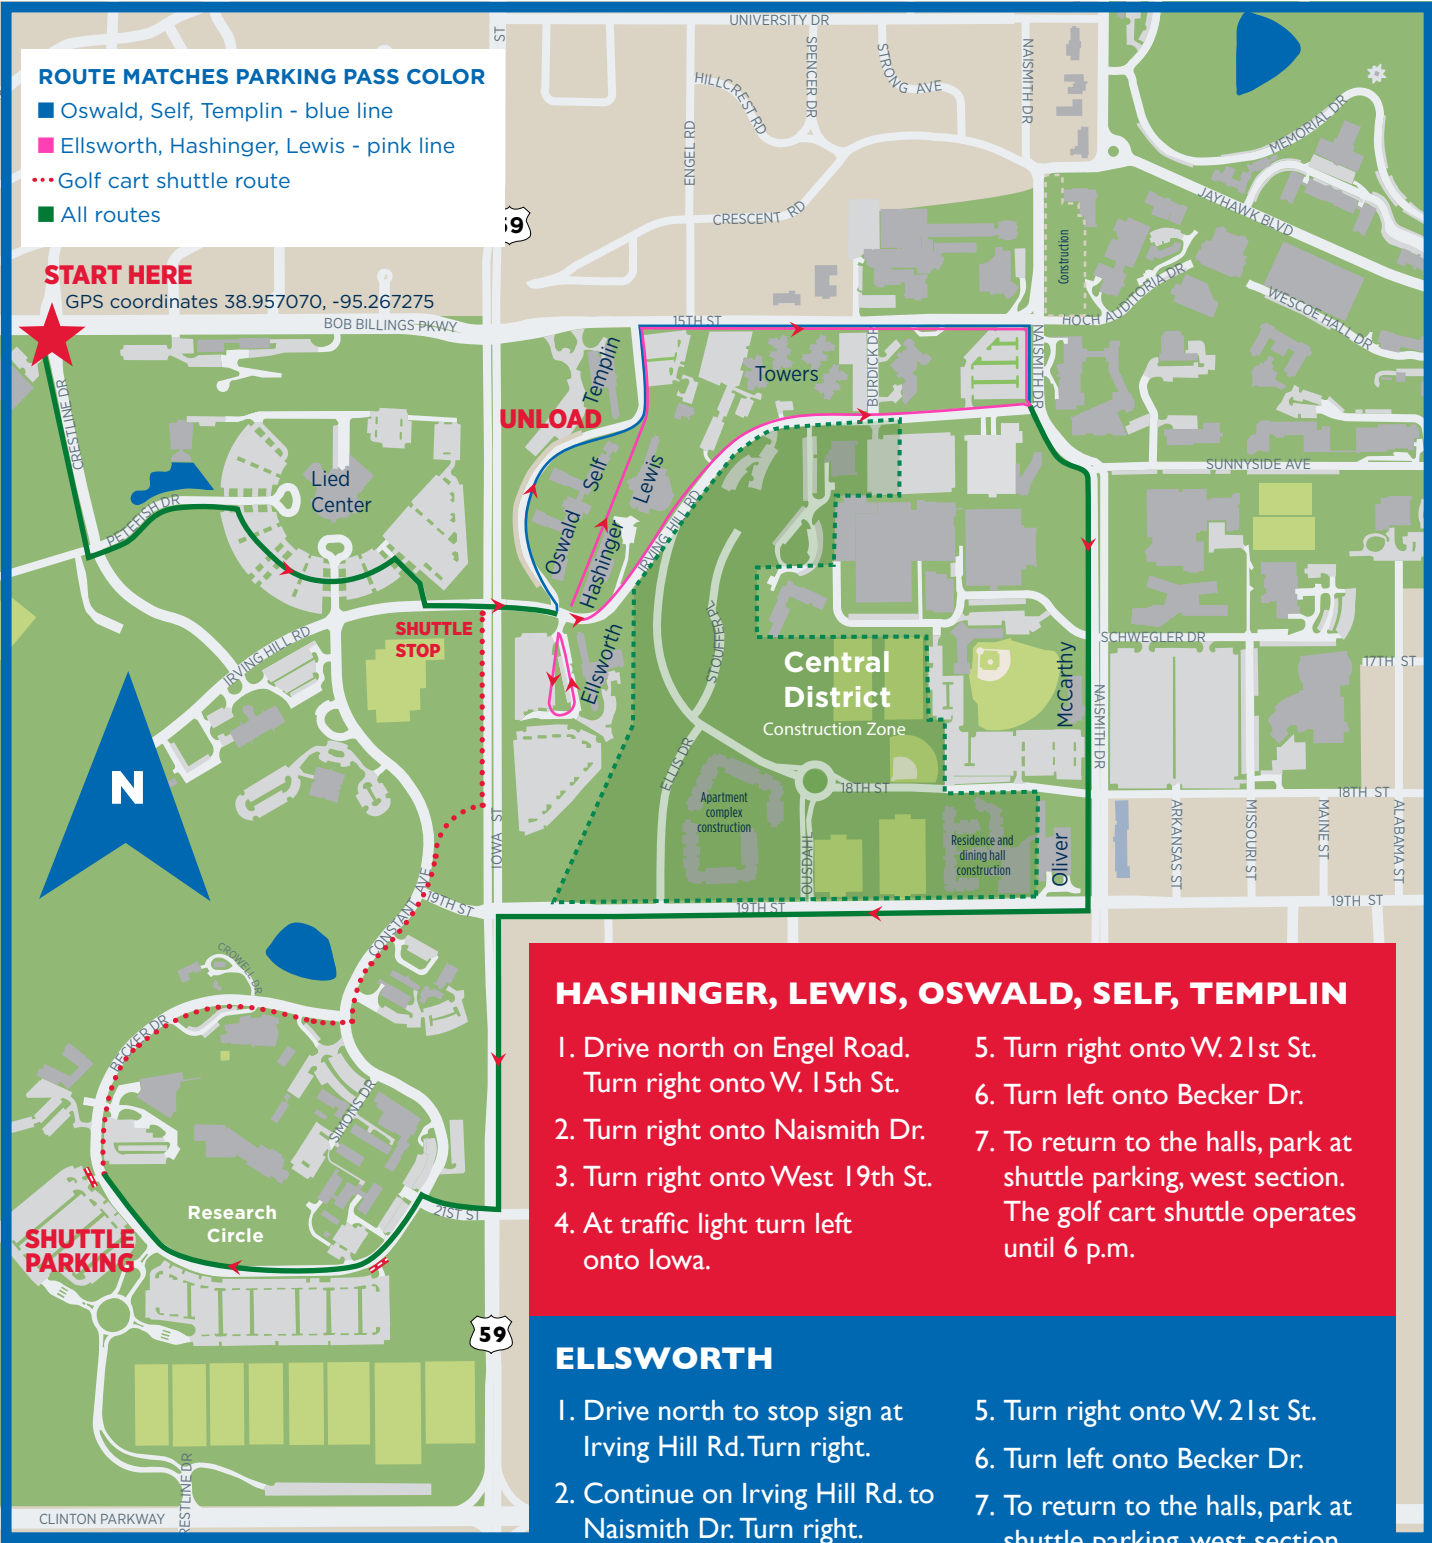 UNIVERSITY DR
ST
SPENCER DR
STRONG AVE
NAISMITH DR
HILLCREST RD
ENGEL RD
CRESCENT RD
MEMORIAL DR
JAYHAWK BLVD
ROUTE MATCHES PARKING PASS COLOR
Oswald, Self, Templin - blue line
Ellsworth, Hashinger, Lewis - pink line
Golf cart shuttle route
All routes
59
START HERE
GPS coordinates 38.957070, -95.267275
BOB BILLINGS PKWY
15TH ST
Construction
HOCH AUDITORIA DR
WESCOE HALL DR
CRESTLINE DR
Templin
Towers
BURDICK DR
NAISMITH DR
UNLOAD
Lied
Center
Self
Lewis
SUNNYSIDE AVE
PETEFISH DR
Oswald
Hashinger
IRVING HILL RD
SHUTTLE
STOP
IRVING HILL RD
Ellsworth
STOUFFER PL
Central
District
Construction Zone
McCarthy
SCHWEGLER DR
17TH ST
NAISMITH DR
N
ELLIS DR
Apartment
complex
construction
18TH ST
18TH ST
IOWA ST
OUSDAHL
Residence and
dining hall
construction
Oliver
ARKANSAS ST
MISSOURI ST
MAINE ST
ALABAMA ST
19TH ST
19TH ST
19TH ST
CONSTANT AVE
CROWELL DR
BECKER DR
SIMONS DR
Research
Circle
21ST ST
SHUTTLE
PARKING
59
RESTLINE DR
CLINTON PARKWAY
HASHINGER, LEWIS, OSWALD, SELF, TEMPLIN
1. Drive north on Engel Road.
Turn right onto W. 15th St.
2. Turn right onto Naismith Dr.
3. Turn right onto West 19th St.
4. At traffic light turn left
onto Iowa.
5. Turn right onto W. 21st St.
6. Turn left onto Becker Dr.
7. To return to the halls, park at
shuttle parking, west section.
The golf cart shuttle operates
until 6 p.m.
ELLSWORTH
1. Drive north to stop sign at
Irving Hill Rd. Turn right.
2. Continue on Irving Hill Rd. to
Naismith Dr. Turn right.
5. Turn right onto W. 21st St.
6. Turn left onto Becker Dr.
7. To return to the halls, park at
shuttle parking, west section.